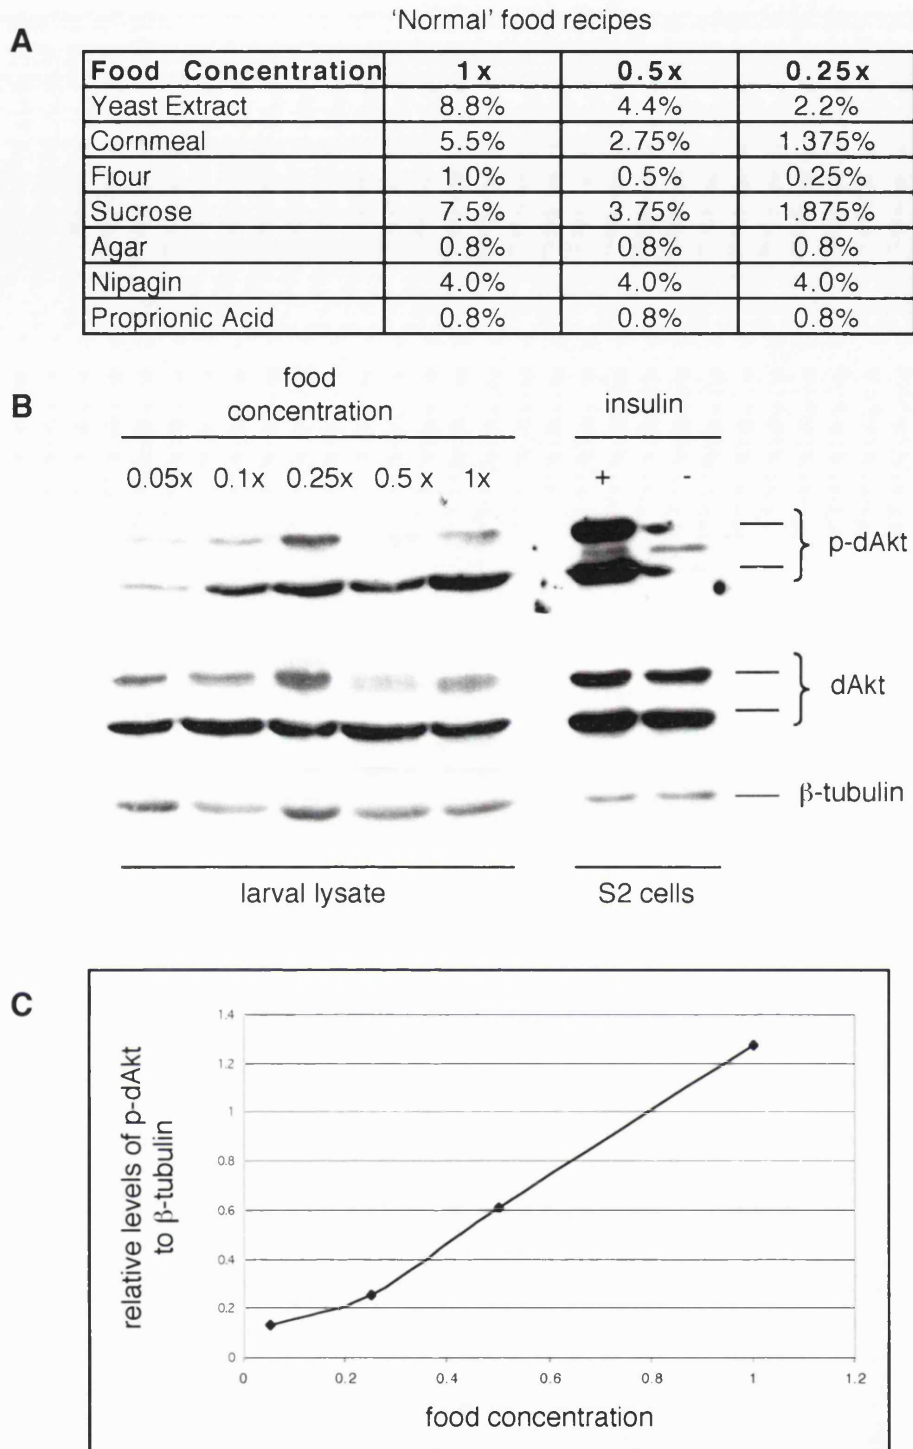 'Normal' food recipes
A
Food Concentration 1x 0.5x 0.25x
Yeast Extract 8.8% 4.4% 2.2%
Cornmeal 5.5% 2.75% 1.375%
Flour 1.0% 0.5% 0.25%
Sucrose 7.5% 3.75% 1.875%
Agar 0.8% 0.8% 0.8%
Nipagin 4.0% 4.0% 4.0%
Proprionic Acid 0.8% 0.8% 0.8%
B
food
concentration
insulin
0.05x 0.1x 0.25x 0.5 x 1x + -
p-dAkt
dAkt
β-tubulin
larval lysate S2 cells
C
relative levels of p-dAkt
to β-tubulin
1.4
1.2
1
0.8
0.6
0.4
0.2
0
0 0.2 0.4 0.6 0.8 1 1.2
food concentration